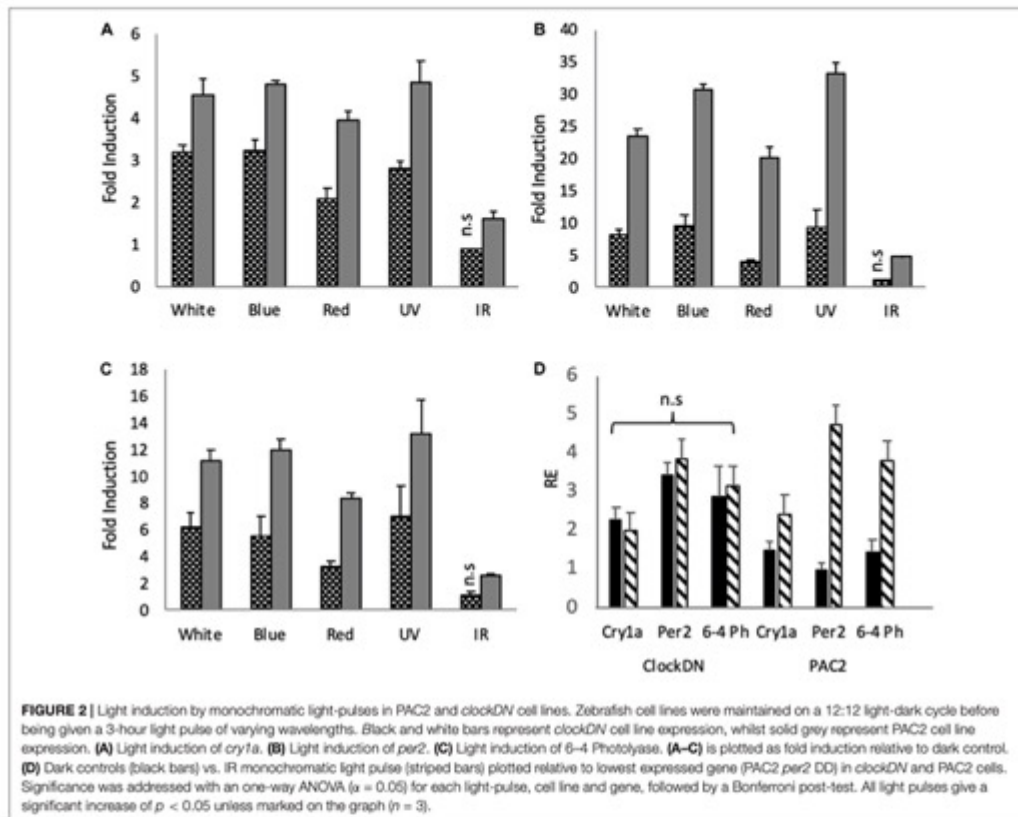 A
B
6
5
4
3
2
1
0
Fold Induction
n.s
White Blue Red UV IR
40
35
30
25
20
15
10
5
0
Fold Induction
n.s
White Blue Red UV IR
C
D
18
16
14
12
10
8
6
4
2
0
Fold Induction
n.s
White Blue Red UV IR
6
5
4
3
2
1
0
RE
n.s
Cry1a Per2 6-4 Ph Cry1a Per2 6-4 Ph
ClockDN PAC2
FIGURE 2 | Light induction by monochromatic light-pulses in PAC2 and clockDN cell lines. Zebrafish cell lines were maintained on a 12:12 light-dark cycle before
being given a 3-hour light pulse of varying wavelengths. Black and white bars represent clockDN cell line expression, whilst solid grey represent PAC2 cell line
expression. (A) Light induction of cry1a. (B) Light induction of per2. (C) Light induction of 6–4 Photolyase. (A–C) is plotted as fold induction relative to dark control.
(D) Dark controls (black bars) vs. IR monochromatic light pulse (striped bars) plotted relative to lowest expressed gene (PAC2 per2 DD) in clockDN and PAC2 cells.
Significance was addressed with an one-way ANOVA (α = 0.05) for each light-pulse, cell line and gene, followed by a Bonferroni post-test. All light pulses give a
significant increase of p < 0.05 unless marked on the graph (n = 3).